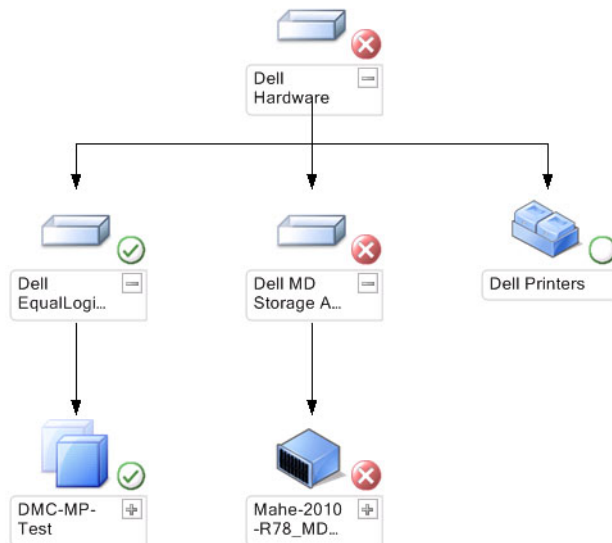 Dell
Hardware
Dell
EqualLogi...
Dell MD
Storage A...
Dell Printers
DMC-MP-
Test
Mahe-2010
-R78_MD...